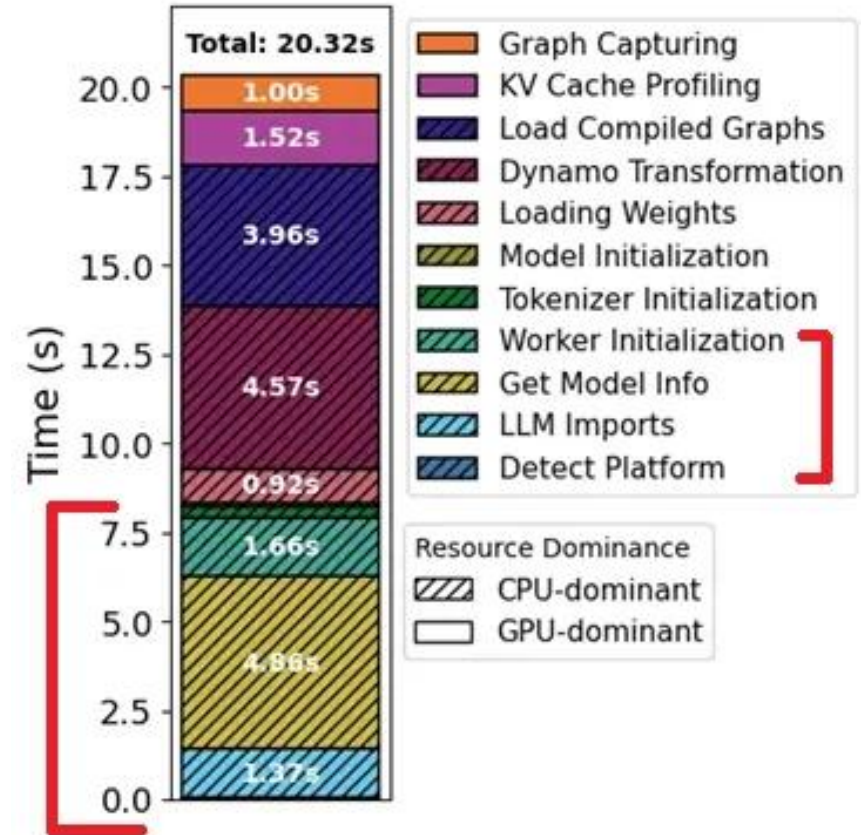 Total: 20.32s
20.0
17.5
15.0
12.5
10.0
7.5
5.0
2.5
0.0
Time (s)
1.00s
1.52s
3.96s
4.57s
0.92s
1.66s
4.86s
1.37s
Graph Capturing
KV Cache Profiling
Load Compiled Graphs
Dynamo Transformation
Loading Weights
Model Initialization
Tokenizer Initialization
Worker Initialization
Get Model Info
LLM Imports
Detect Platform
Resource Dominance
CPU-dominant
GPU-dominant